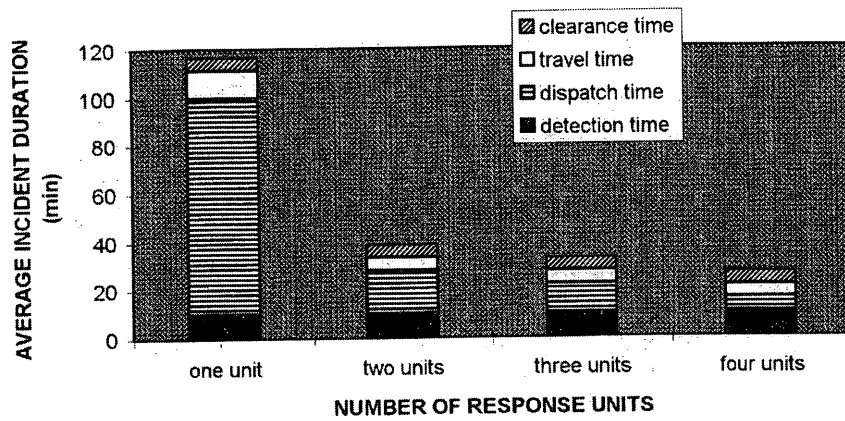 clearance time
travel time
dispatch time
detection time
AVERAGE INCIDENT DURATION
(min)
120
100
80
60
40
20
0
one unit
two units
three units
four units
NUMBER OF RESPONSE UNITS